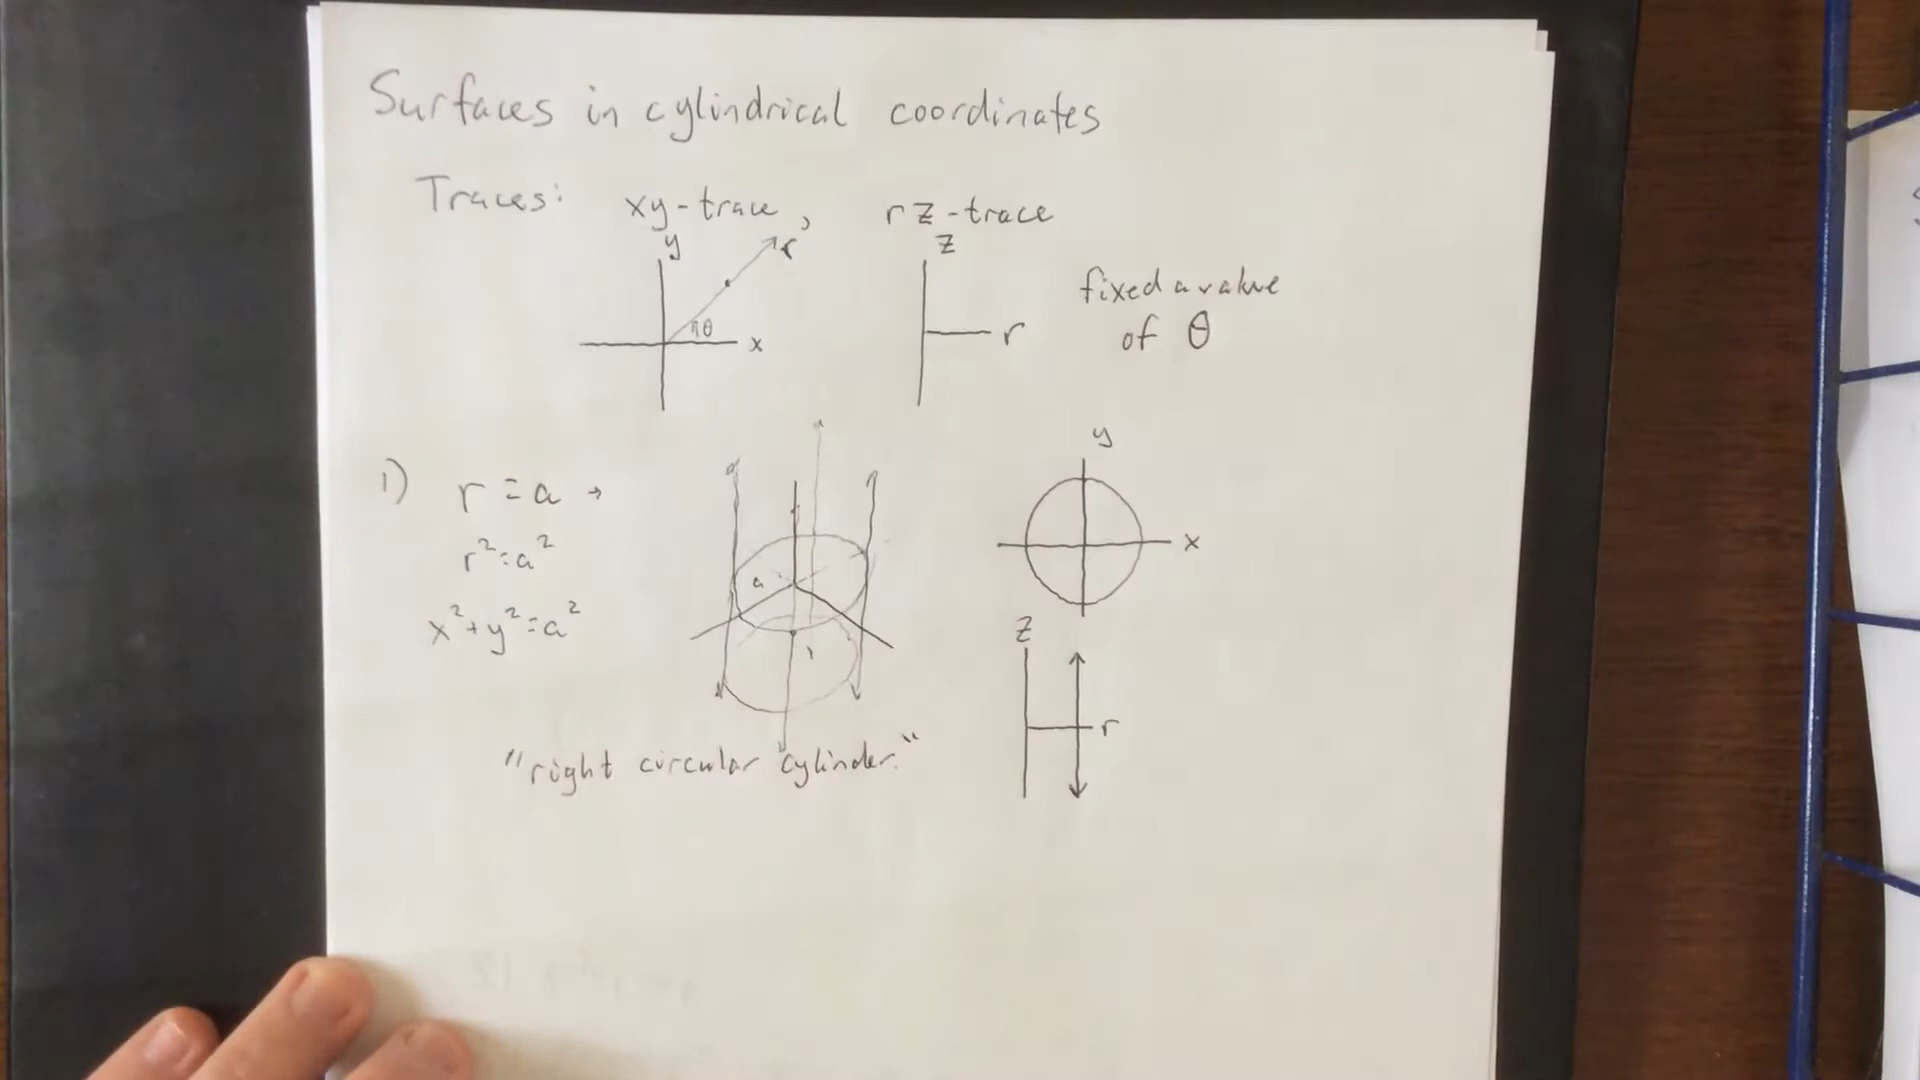 Surfaces in cylindrical coordinates
Traces: xy-trace, rz-trace
y r θ x
z r
fixed a value
of θ
1) r = a →
r² = a²
x² + y² = a²
a
y
x
z
r
"right circular cylinder."